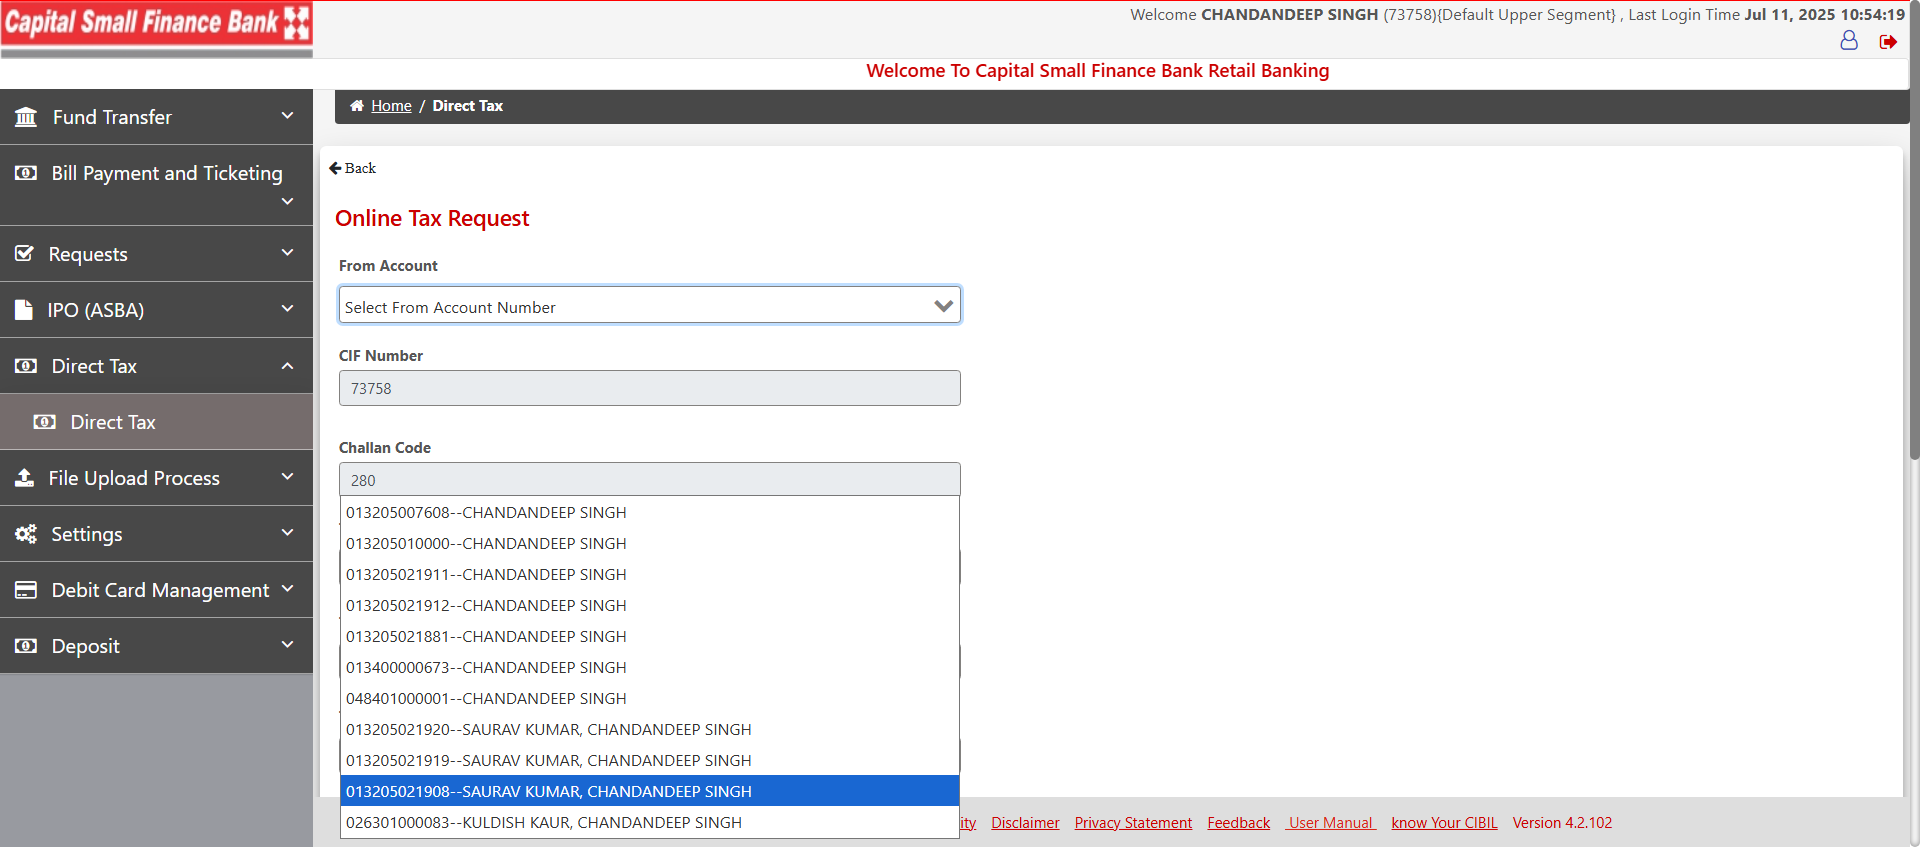 Capital Small Finance Bank
Welcome CHANDANDEEP SINGH (73758){Default Upper Segment} , Last Login Time Jul 11, 2025 10:54:19
Welcome To Capital Small Finance Bank Retail Banking
Fund Transfer
Bill Payment and Ticketing
Requests
IPO (ASBA)
Direct Tax
Direct Tax
File Upload Process
Settings
Debit Card Management
Deposit
Home / Direct Tax
Back
Online Tax Request
From Account
Select From Account Number
CIF Number
73758
Challan Code
280
013205007608--CHANDANDEEP SINGH
013205010000--CHANDANDEEP SINGH
013205021911--CHANDANDEEP SINGH
013205021912--CHANDANDEEP SINGH
013205021881--CHANDANDEEP SINGH
013400000673--CHANDANDEEP SINGH
048401000001--CHANDANDEEP SINGH
013205021920--SAURAV KUMAR, CHANDANDEEP SINGH
013205021919--SAURAV KUMAR, CHANDANDEEP SINGH
013205021908--SAURAV KUMAR, CHANDANDEEP SINGH
026301000083--KULDISH KAUR, CHANDANDEEP SINGH
Disclaimer Privacy Statement Feedback User Manual know Your CIBIL Version 4.2.102